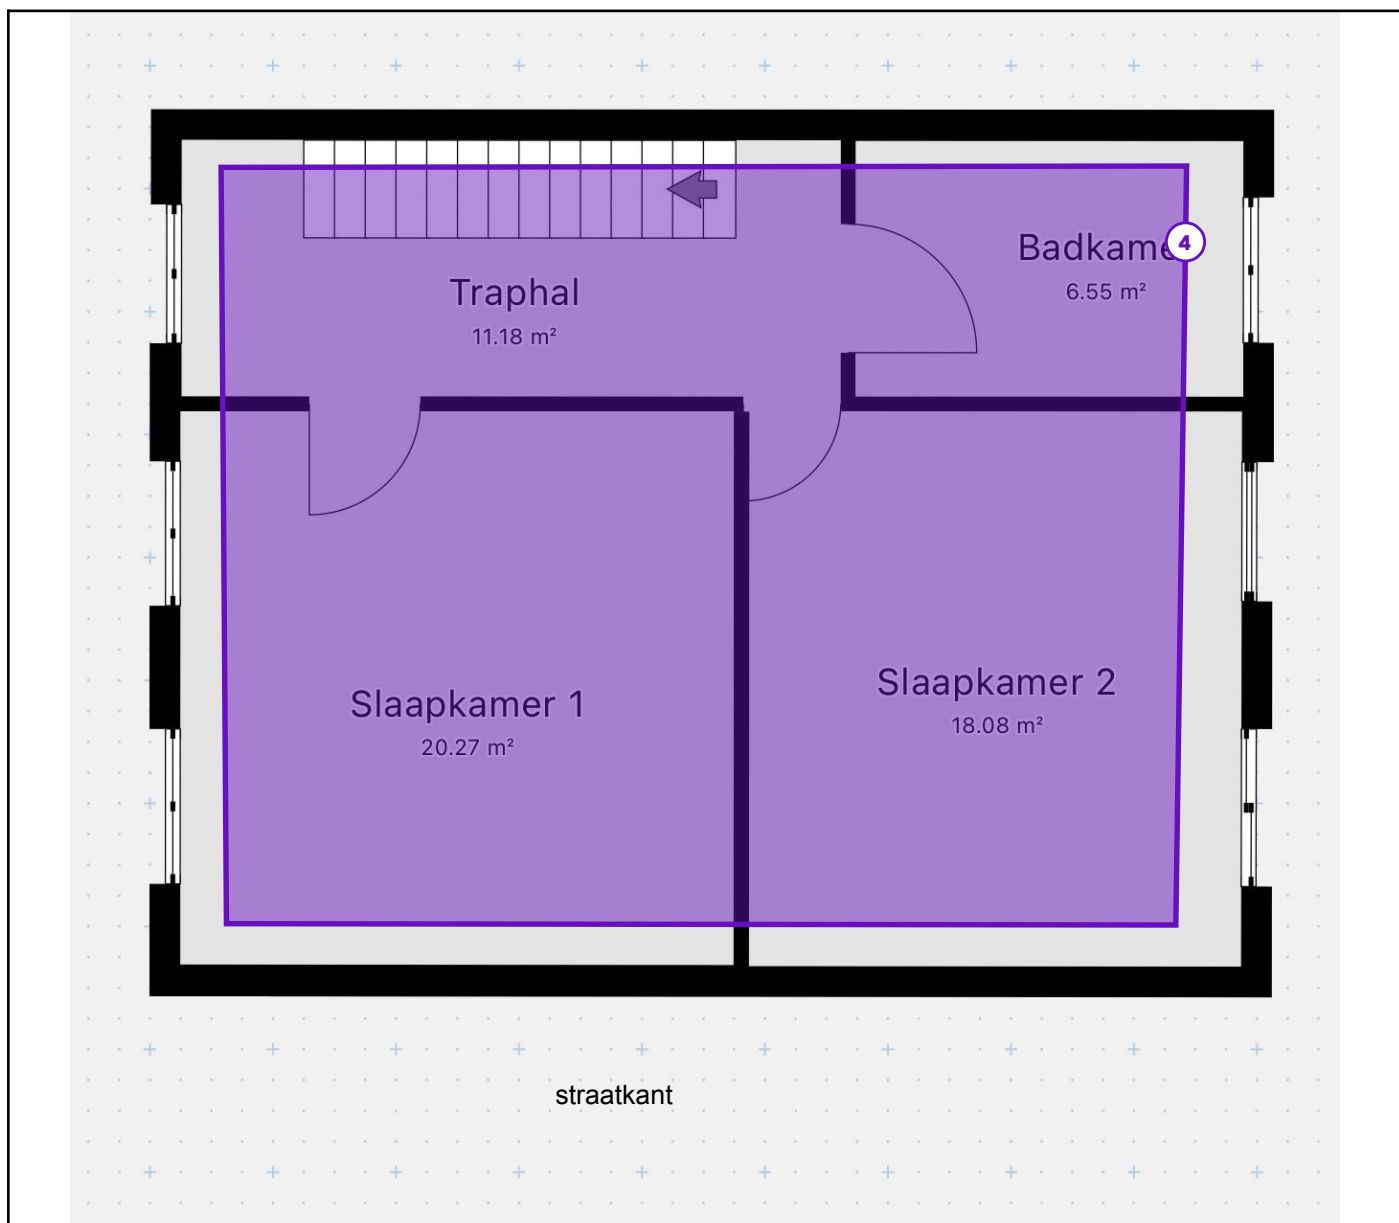 Badkame
4
6.55 m²
Traphal
11.18 m²
Slaapkamer 2
18.08 m²
Slaapkamer 1
20.27 m²
straatkant